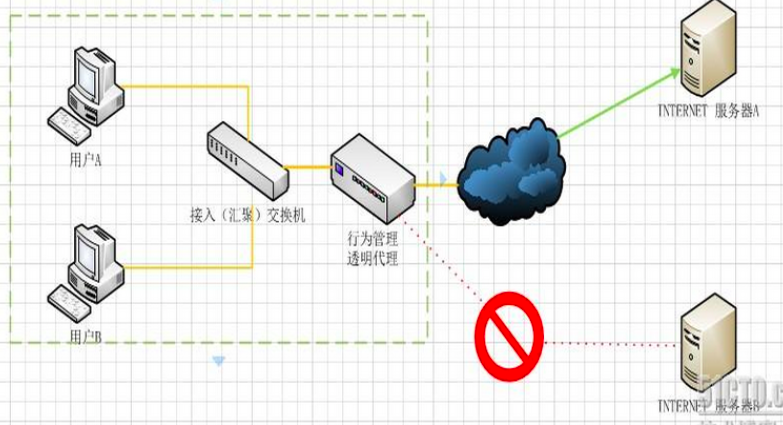 INTERNET 服务器A
用户A
接入（汇聚）交换机
行为管理
透明代理
用户B
INTERNET 服务器B
51CTO.c